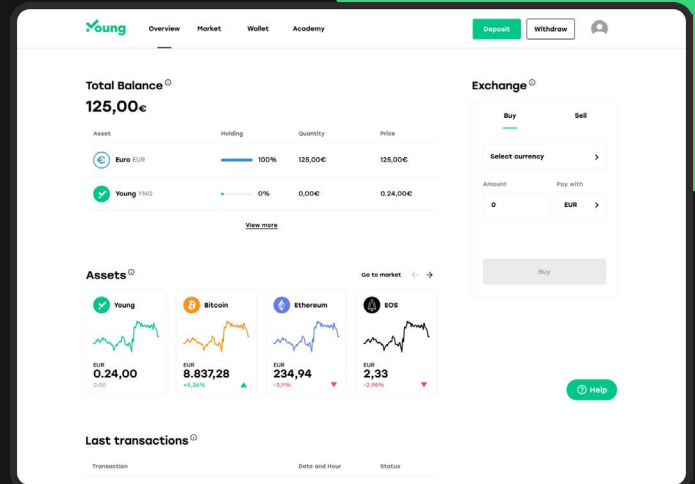 Young
Overview Market Wallet Academy
Deposit Withdraw
Total Balance
125,00€
Asset Holding Quantity Price
Euro EUR 100% 125,00€ 125,00€
Young YNG 0% 0,00€ 0.24,00€
View more
Exchange
Buy Sell
Select currency
Amount Pay with
0 EUR
Buy
Assets
Go to market
Young
EUR
0.24,00
0.00
Bitcoin
EUR
8.837,28
+4,26%
Ethereum
EUR
234,94
-3,11%
EOS
EUR
2,33
-2,98%
Help
Last transactions
Transaction Date and Hour Status